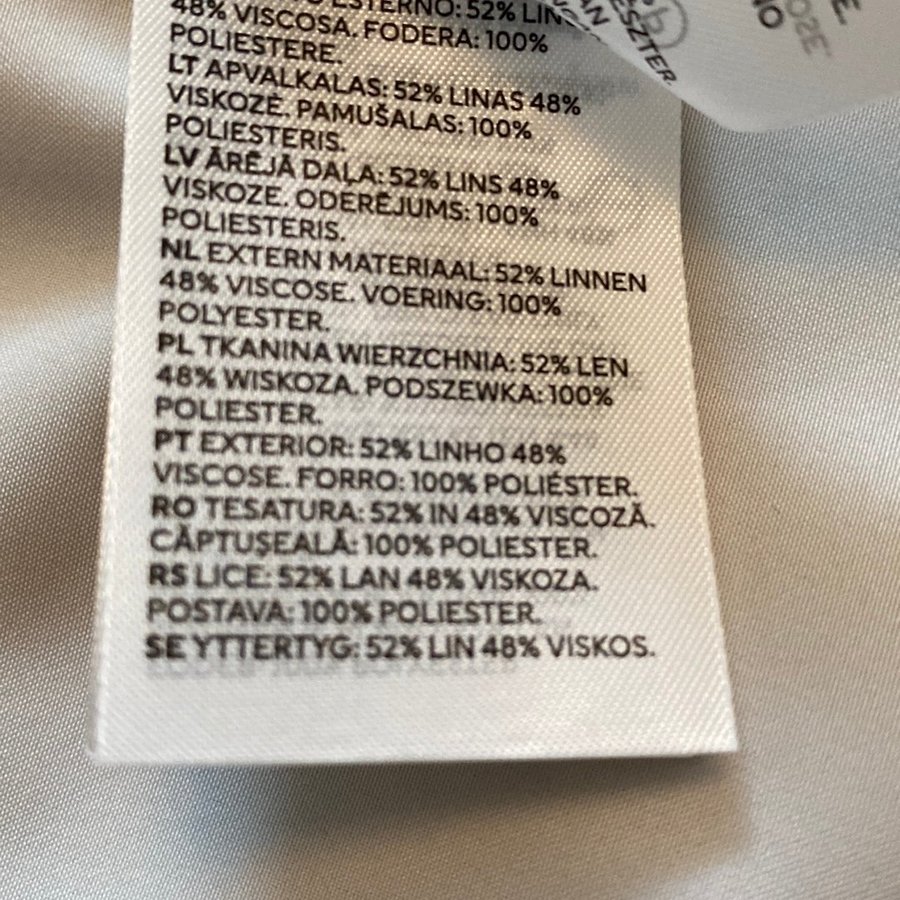 ESTERNO: 52% LIN
48% VISCOSA. FODERA: 100%
POLIESTERE.
LT APVALKALAS: 52% LINAS 48%
VISKOZĖ. PAMUŠALAS: 100%
POLIESTERIS.
LV ĀRĒJĀ DAĻA: 52% LINS 48%
VISKOZE. ODERĒJUMS: 100%
POLIESTERIS.
NL EXTERN MATERIAAL: 52% LINNEN
48% VISCOSE. VOERING: 100%
POLYESTER.
PL TKANINA WIERZCHNIA: 52% LEN
48% WISKOZA. PODSZEWKA: 100%
POLIESTER.
PT EXTERIOR: 52% LINHO 48%
VISCOSE. FORRO: 100% POLIÉSTER.
RO TESATURA: 52% IN 48% VISCOZĂ.
CĂPTUȘEALĂ: 100% POLIESTER.
RS LICE: 52% LAN 48% VISKOZA.
POSTAVA: 100% POLIESTER.
SE YTTERTYG: 52% LIN 48% VISKOS.